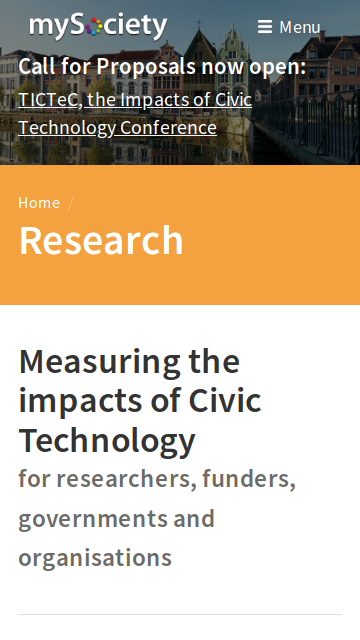 mySociety
Menu
Call for Proposals now open:
TICTeC, the Impacts of Civic
Technology Conference
Home /
Research
Measuring the
impacts of Civic
Technology
for researchers, funders,
governments and
organisations